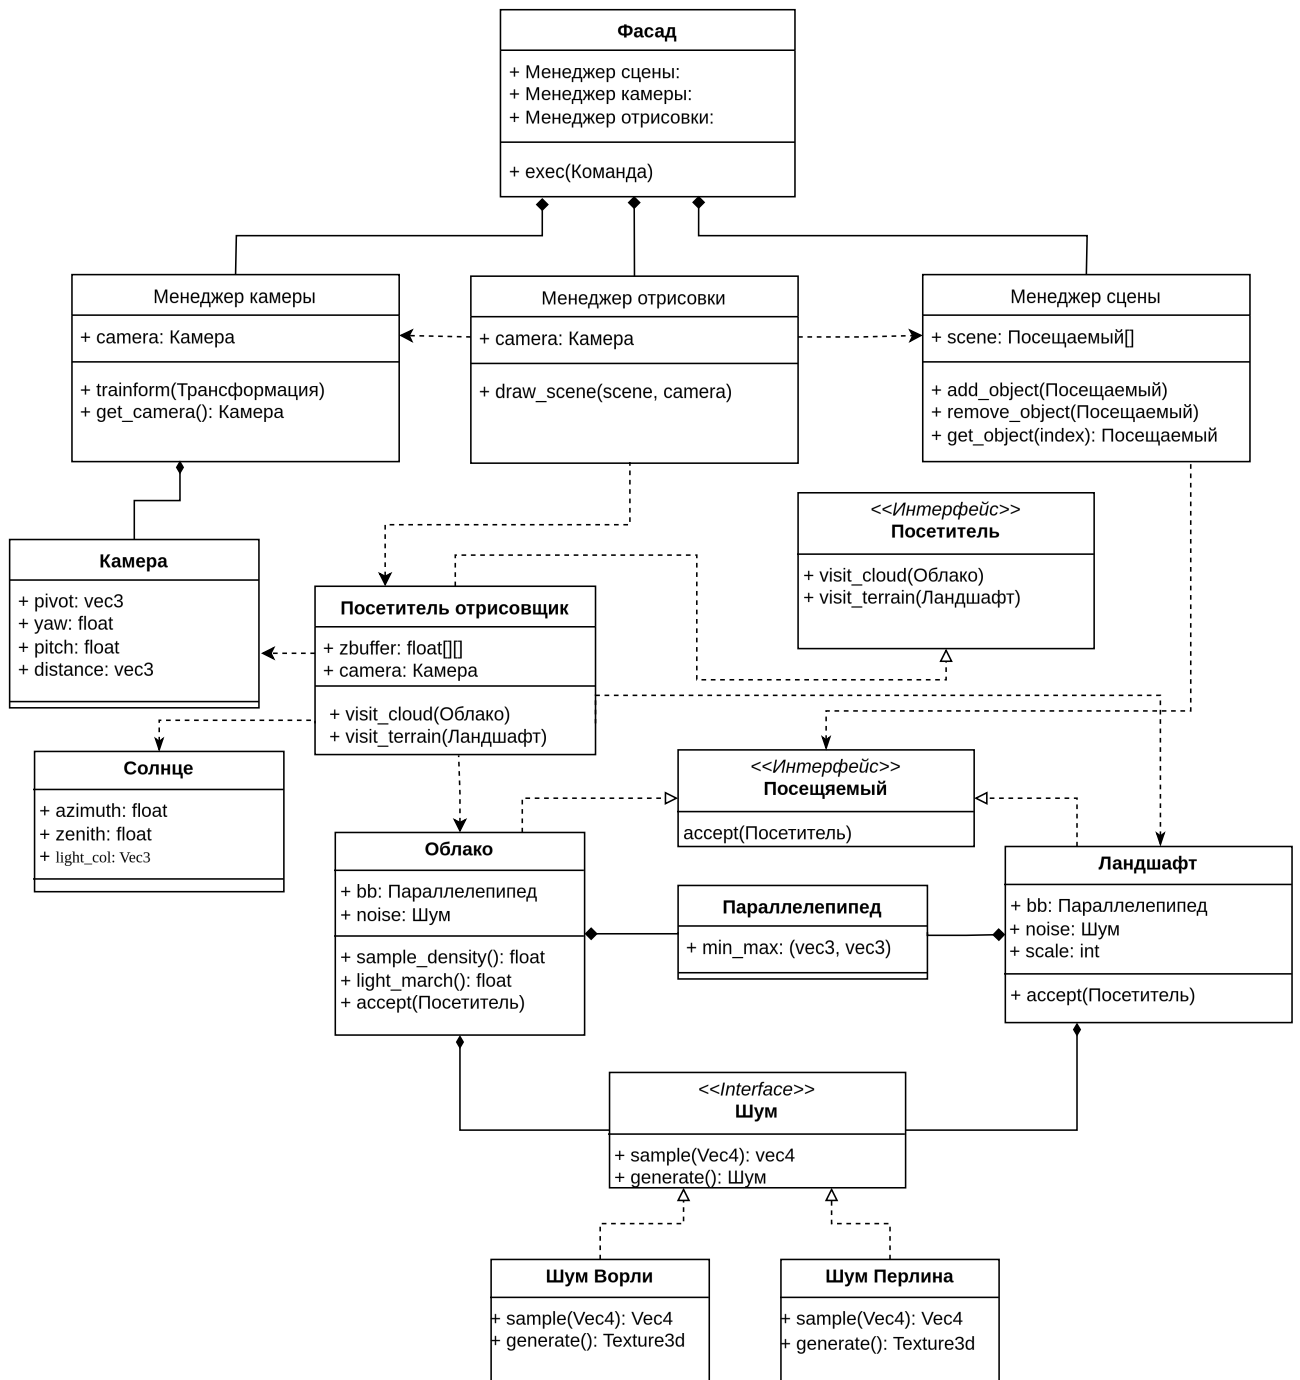 Фасад
+ Менеджер сцены:
+ Менеджер камеры:
+ Менеджер отрисовки:
+ exec(Команда)
Менеджер камеры
+ camera: Камера
+ trainform(Трансформация)
+ get_camera(): Камера
Менеджер отрисовки
+ camera: Камера
+ draw_scene(scene, camera)
Менеджер сцены
+ scene: Посещаемый[]
+ add_object(Посещаемый)
+ remove_object(Посещаемый)
+ get_object(index): Посещаемый
<<Интерфейс>>
Посетитель
+ visit_cloud(Облако)
+ visit_terrain(Ландшафт)
Камера
+ pivot: vec3
+ yaw: float
+ pitch: float
+ distance: vec3
Посетитель отрисовщик
+ zbuffer: float[][]
+ camera: Камера
+ visit_cloud(Облако)
+ visit_terrain(Ландшафт)
Солнце
+ azimuth: float
+ zenith: float
+ light_col: Vec3
<<Интерфейс>>
Посещяемый
accept(Посетитель)
Облако
+ bb: Параллелепипед
+ noise: Шум
+ sample_density(): float
+ light_march(): float
+ accept(Посетитель)
Параллелепипед
+ min_max: (vec3, vec3)
Ландшафт
+ bb: Параллелепипед
+ noise: Шум
+ scale: int
+ accept(Посетитель)
<<Interface>>
Шум
+ sample(Vec4): vec4
+ generate(): Шум
Шум Ворли
+ sample(Vec4): Vec4
+ generate(): Texture3d
Шум Перлина
+ sample(Vec4): Vec4
+ generate(): Texture3d